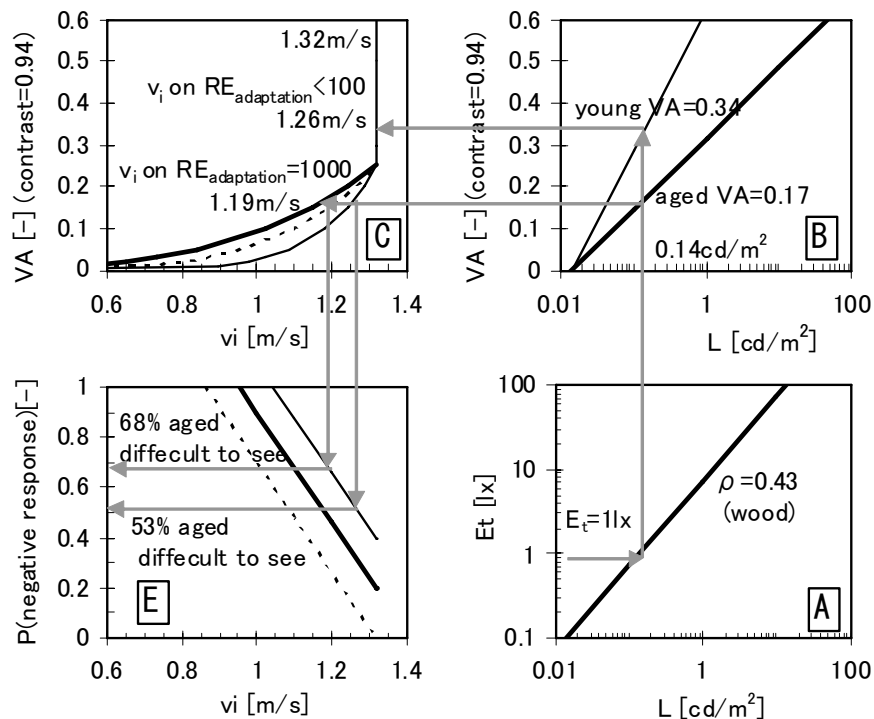 VA [-] (contrast=0.94)
0.6
0.5
0.4
0.3
0.2
0.1
0
1.32m/s
vi on REadaptation<100
1.26m/s
vi on REadaptation=1000
1.19m/s
C
0.6 0.8 1 1.2 1.4
vi [m/s]
VA [-] (contrast=0.94)
0.6
0.5
0.4
0.3
0.2
0.1
0
young VA=0.34
aged VA=0.17
0.14cd/m²
B
0.01 1 100
L [cd/m²]
P(negative response)[-]
1
0.8
0.6
0.4
0.2
0
68% aged
diffecult to see
53% aged
diffecult to see
E
0.6 0.8 1 1.2 1.4
vi [m/s]
Et [lx]
100
10
1
0.1
ρ=0.43
(wood)
Et=1lx
A
0.01 1 100
L [cd/m²]